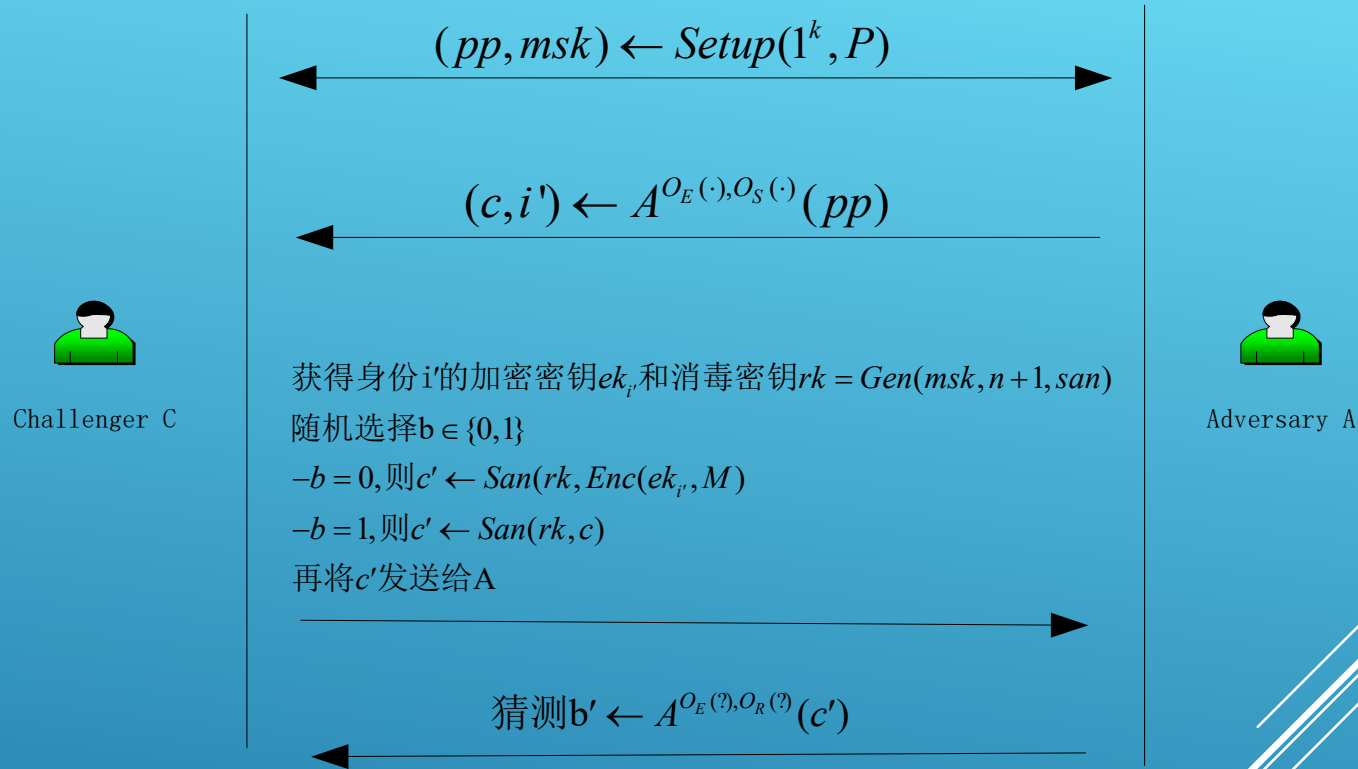 (pp, msk) ← Setup(1^k, P)
(c, i') ← A^{O_E(·),O_S(·)}(pp)
获得身份i'的加密密钥ek_{i'}和消毒密钥rk = Gen(msk, n+1, san)
随机选择b ∈ {0,1}
−b = 0, 则c′ ← San(rk, Enc(ek_{i'}, M)
−b = 1, 则c′ ← San(rk, c)
再将c′发送给A
Challenger C
Adversary A
猜测b′ ← A^{O_E(?),O_R(?)}(c′)